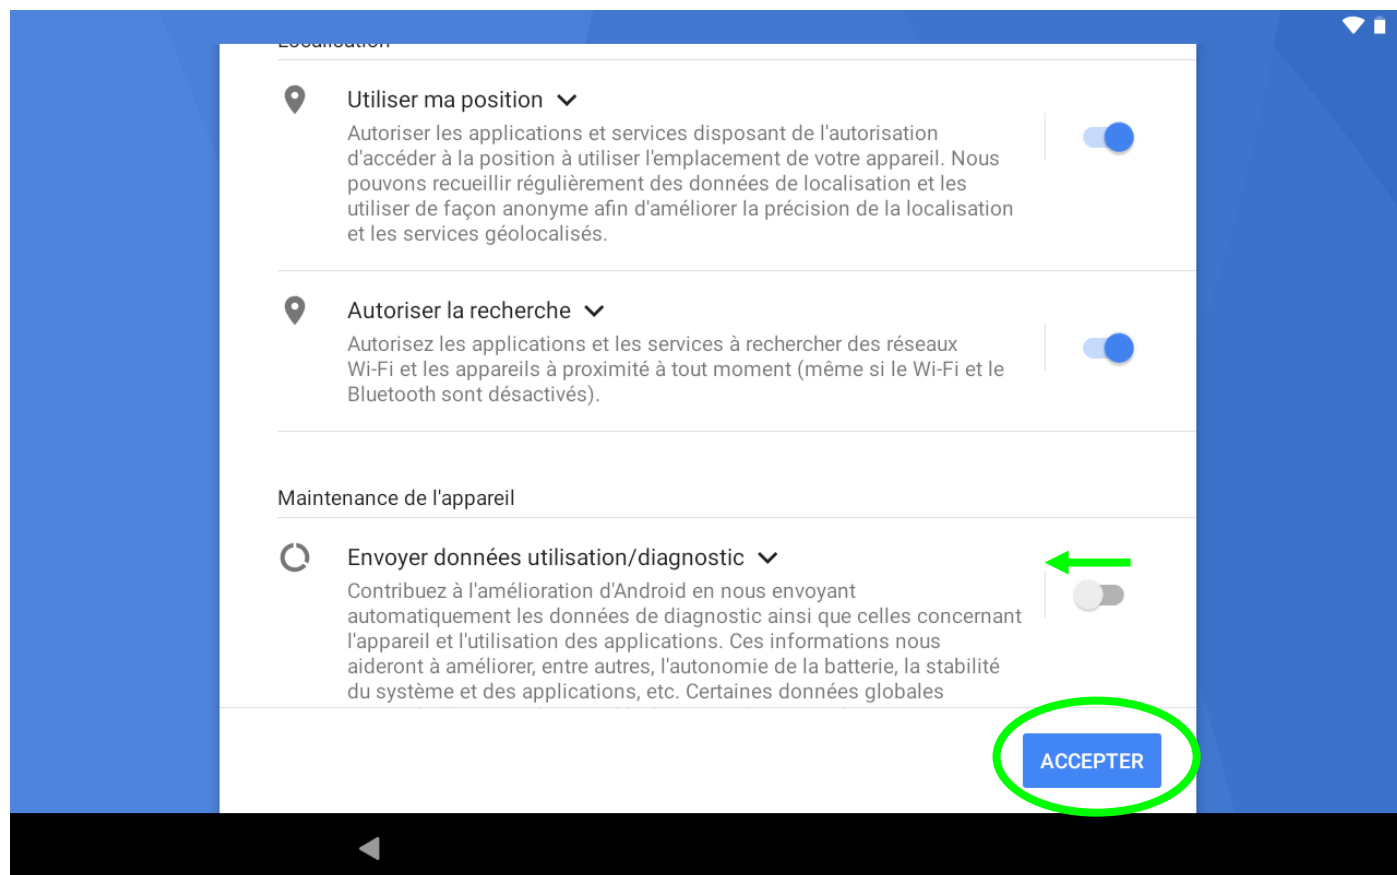 Localisation
Utiliser ma position
Autoriser les applications et services disposant de l'autorisation
d'accéder à la position à utiliser l'emplacement de votre appareil. Nous
pouvons recueillir régulièrement des données de localisation et les
utiliser de façon anonyme afin d'améliorer la précision de la localisation
et les services géolocalisés.
Autoriser la recherche
Autorisez les applications et les services à rechercher des réseaux
Wi-Fi et les appareils à proximité à tout moment (même si le Wi-Fi et le
Bluetooth sont désactivés).
Maintenance de l'appareil
Envoyer données utilisation/diagnostic
Contribuez à l'amélioration d'Android en nous envoyant
automatiquement les données de diagnostic ainsi que celles concernant
l'appareil et l'utilisation des applications. Ces informations nous
aideront à améliorer, entre autres, l'autonomie de la batterie, la stabilité
du système et des applications, etc. Certaines données globales
ACCEPTER